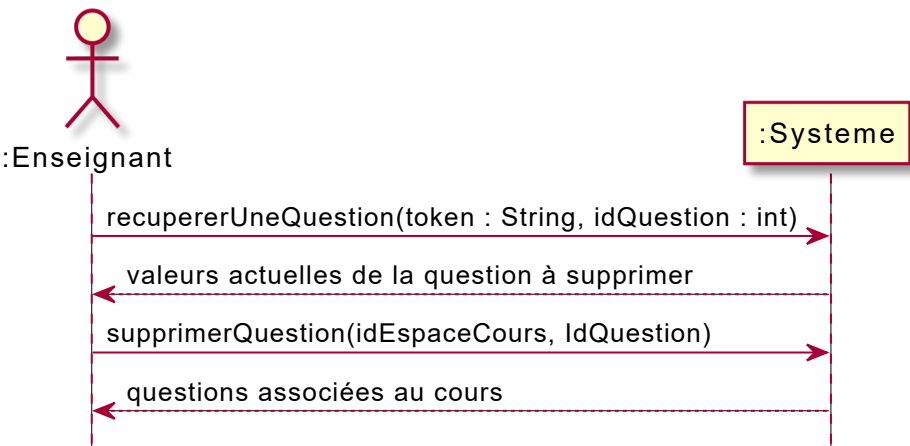 :Enseignant
:Systeme
recupererUneQuestion(token : String, idQuestion : int)
valeurs actuelles de la question à supprimer
supprimerQuestion(idEspaceCours, IdQuestion)
questions associées au cours